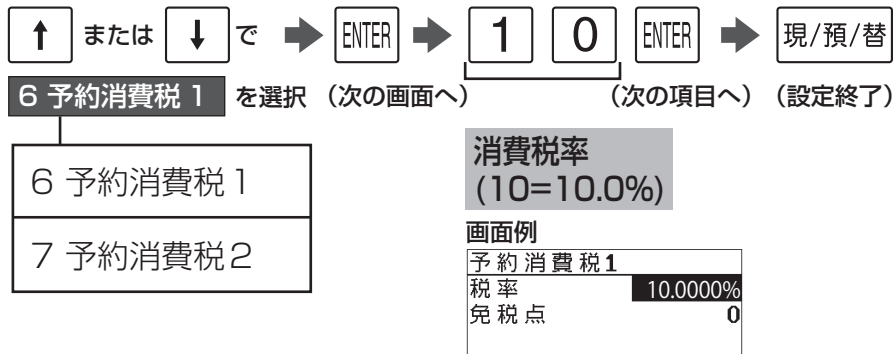 ↑ または ↓ で ➡ ENTER ➡ 1 0 ENTER ➡ 現/預/替
6 予約消費税 1 を選択 (次の画面へ) (次の項目へ) (設定終了)
6 予約消費税1
7 予約消費税2
消費税率
(10=10.0%)
画面例
予約消費税1
税率 10.0000%
免税点 0